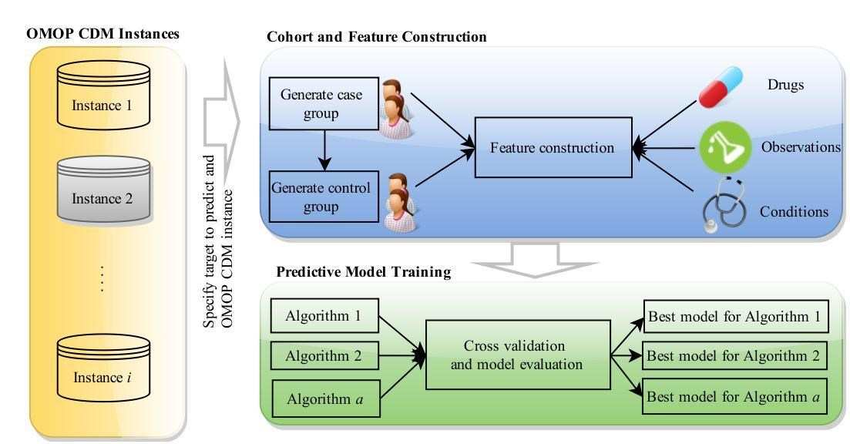 OMOP CDM Instances
Instance 1
Instance 2
Instance i
Specify target to predict and
OMOP CDM instance
Cohort and Feature Construction
Generate case
group
Generate control
group
Feature construction
Drugs
Observations
Conditions
Predictive Model Training
Algorithm 1
Algorithm 2
Algorithm a
Cross validation
and model evaluation
Best model for Algorithm 1
Best model for Algorithm 2
Best model for Algorithm a